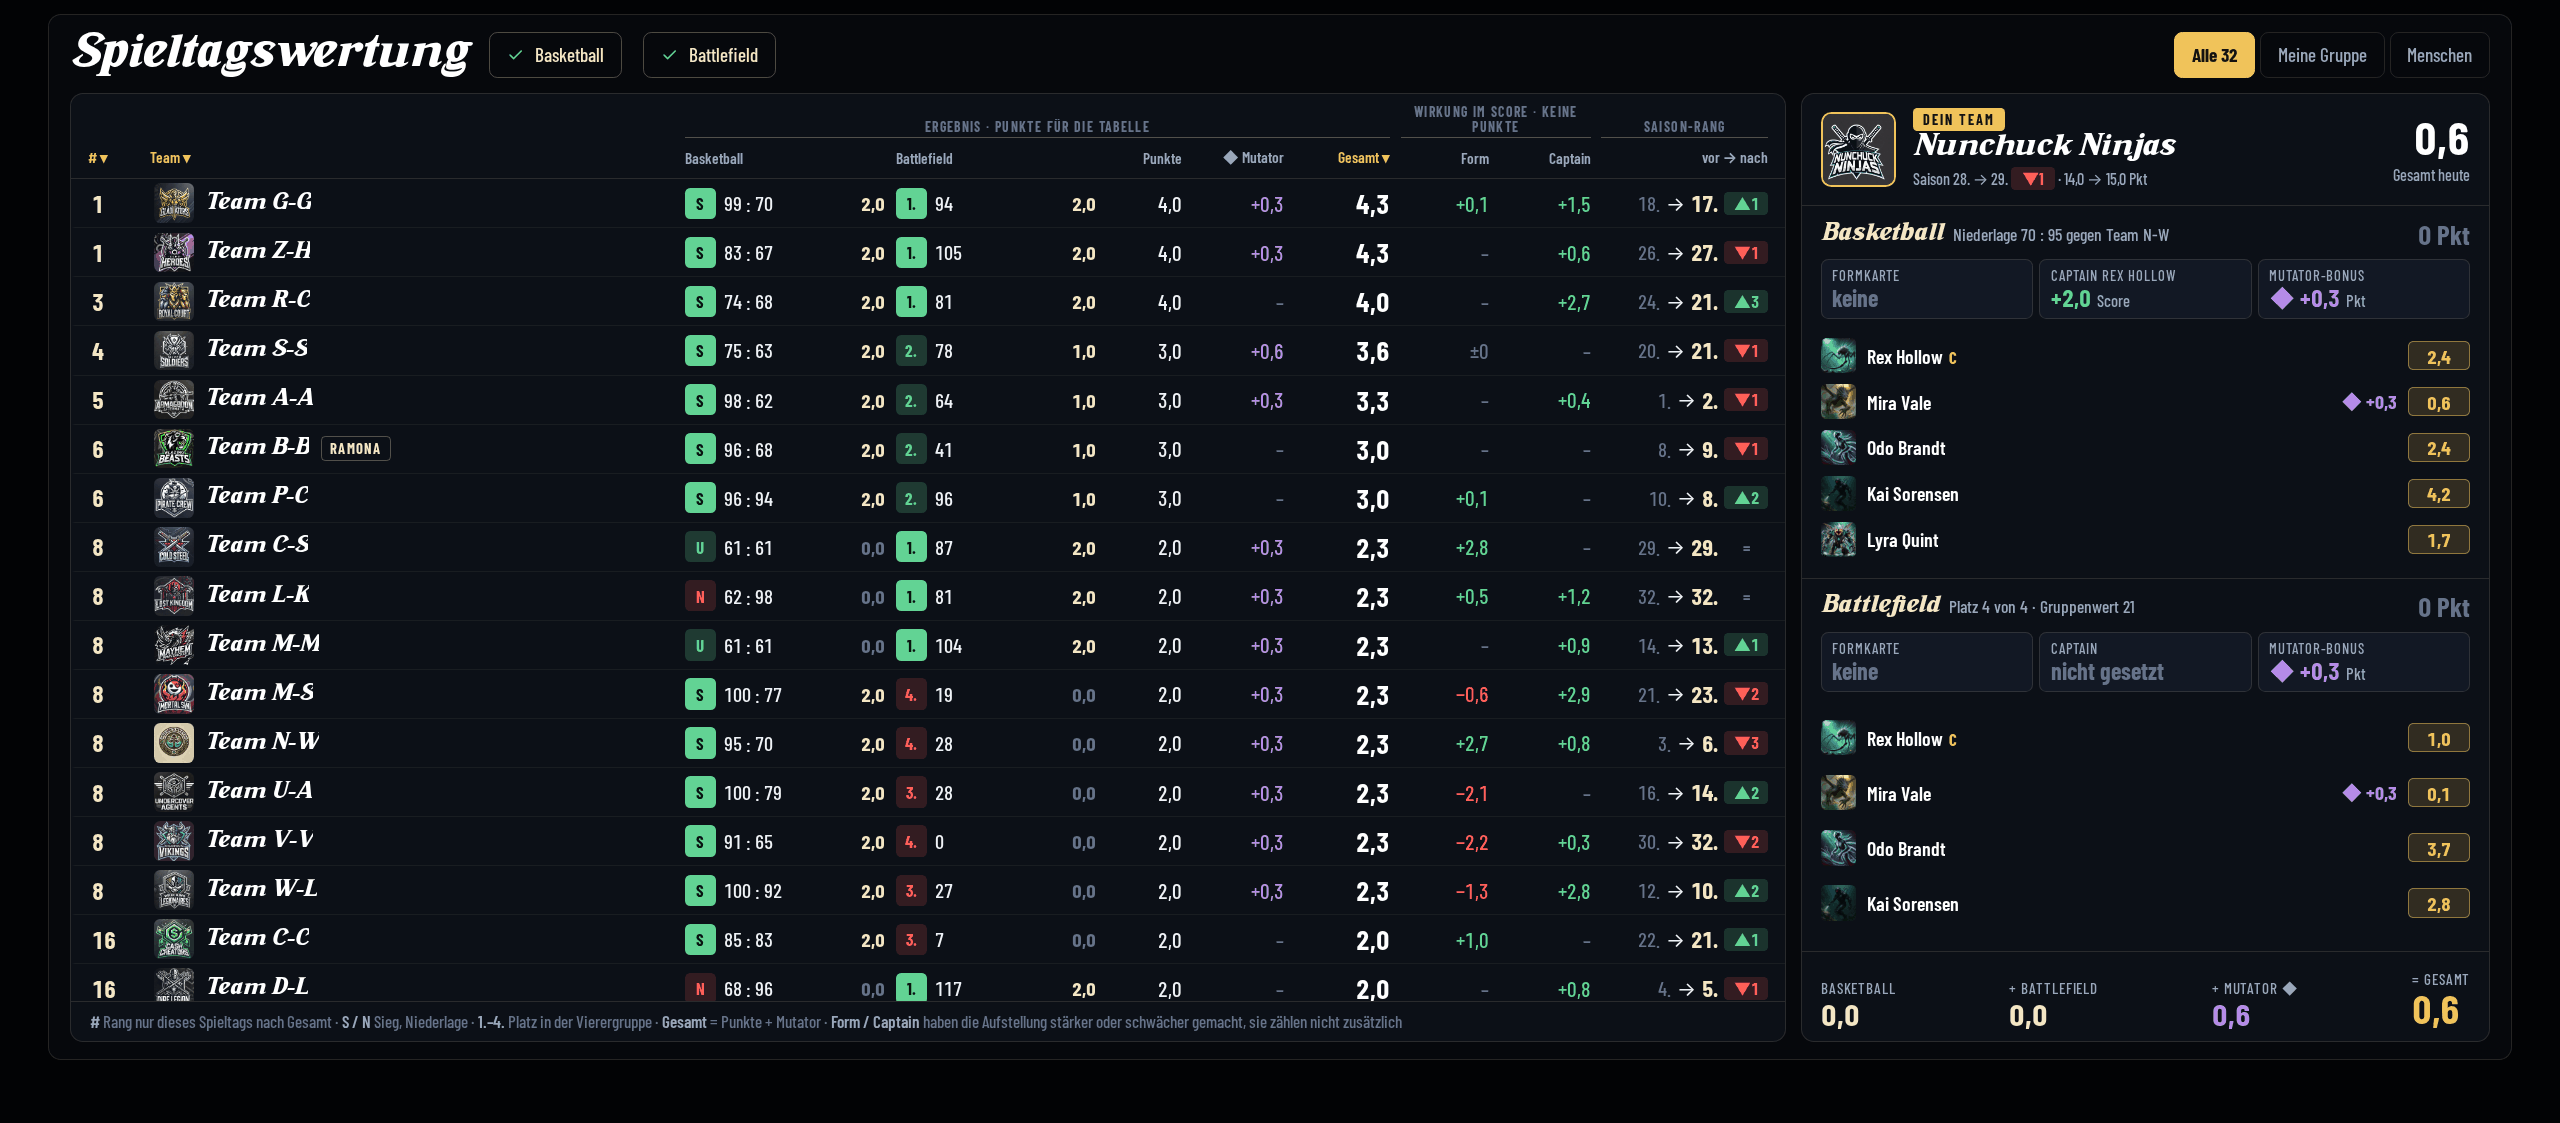 Spieltagswertung ✓ Basketball ✓ Battlefield Alle 32 Meine Gruppe Menschen
ERGEBNIS · PUNKTE FÜR DIE TABELLE WIRKUNG IM SCORE · KEINE PUNKTE SAISON-RANG
# ▾ Team ▾ Basketball Battlefield Punkte ◆ Mutator Gesamt ▾ Form Captain vor → nach
1 Team G-G S 99 : 70 2,0 1. 94 2,0 4,0 +0,3 4,3 +0,1 +1,5 18. → 17. ▲1
1 Team Z-H S 83 : 67 2,0 1. 105 2,0 4,0 +0,3 4,3 – +0,6 26. → 27. ▼1
3 Team R-C S 74 : 68 2,0 1. 81 2,0 4,0 – 4,0 – +2,7 24. → 21. ▲3
4 Team S-S S 75 : 63 2,0 2. 78 1,0 3,0 +0,6 3,6 ±0 – 20. → 21. ▼1
5 Team A-A S 98 : 62 2,0 2. 64 1,0 3,0 +0,3 3,3 – +0,4 1. → 2. ▼1
6 Team B-B RAMONA S 96 : 68 2,0 2. 41 1,0 3,0 – 3,0 – – 8. → 9. ▼1
6 Team P-C S 96 : 94 2,0 2. 96 1,0 3,0 – 3,0 +0,1 – 10. → 8. ▲2
8 Team C-S U 61 : 61 0,0 1. 87 2,0 2,0 +0,3 2,3 +2,8 – 29. → 29. =
8 Team L-K N 62 : 98 0,0 1. 81 2,0 2,0 +0,3 2,3 +0,5 +1,2 32. → 32. =
8 Team M-M U 61 : 61 0,0 1. 104 2,0 2,0 +0,3 2,3 – +0,9 14. → 13. ▲1
8 Team M-S S 100 : 77 2,0 4. 19 0,0 2,0 +0,3 2,3 −0,6 +2,9 21. → 23. ▼2
8 Team N-W S 95 : 70 2,0 4. 28 0,0 2,0 +0,3 2,3 +2,7 +0,8 3. → 6. ▼3
8 Team U-A S 100 : 79 2,0 3. 28 0,0 2,0 +0,3 2,3 −2,1 – 16. → 14. ▲2
8 Team V-V S 91 : 65 2,0 4. 0 0,0 2,0 +0,3 2,3 −2,2 +0,3 30. → 32. ▼2
8 Team W-L S 100 : 92 2,0 3. 27 0,0 2,0 +0,3 2,3 −1,3 +2,8 12. → 10. ▲2
16 Team C-C S 85 : 83 2,0 3. 7 0,0 2,0 – 2,0 +1,0 – 22. → 21. ▲1
16 Team D-L N 68 : 96 0,0 1. 117 2,0 2,0 – 2,0 – +0,8 4. → 5. ▼1
# Rang nur dieses Spieltags nach Gesamt · S / N Sieg, Niederlage · 1.–4. Platz in der Vierergruppe · Gesamt = Punkte + Mutator · Form / Captain haben die Aufstellung stärker oder schwächer gemacht, sie zählen nicht zusätzlich
NUNCHUCK NINJAS
DEIN TEAM
Nunchuck Ninjas 0,6
Saison 28. → 29. ▼1 · 14,0 → 15,0 Pkt Gesamt heute
Basketball Niederlage 70 : 95 gegen Team N-W 0 Pkt
FORMKARTE CAPTAIN REX HOLLOW MUTATOR-BONUS
keine +2,0 Score ◆ +0,3 Pkt
Rex Hollow C 2,4
Mira Vale ◆ +0,3 0,6
Odo Brandt 2,4
Kai Sorensen 4,2
Lyra Quint 1,7
Battlefield Platz 4 von 4 · Gruppenwert 21 0 Pkt
FORMKARTE CAPTAIN MUTATOR-BONUS
keine nicht gesetzt ◆ +0,3 Pkt
Rex Hollow C 1,0
Mira Vale ◆ +0,3 0,1
Odo Brandt 3,7
Kai Sorensen 2,8
BASKETBALL + BATTLEFIELD + MUTATOR ◆ = GESAMT
0,0 0,0 0,6 0,6